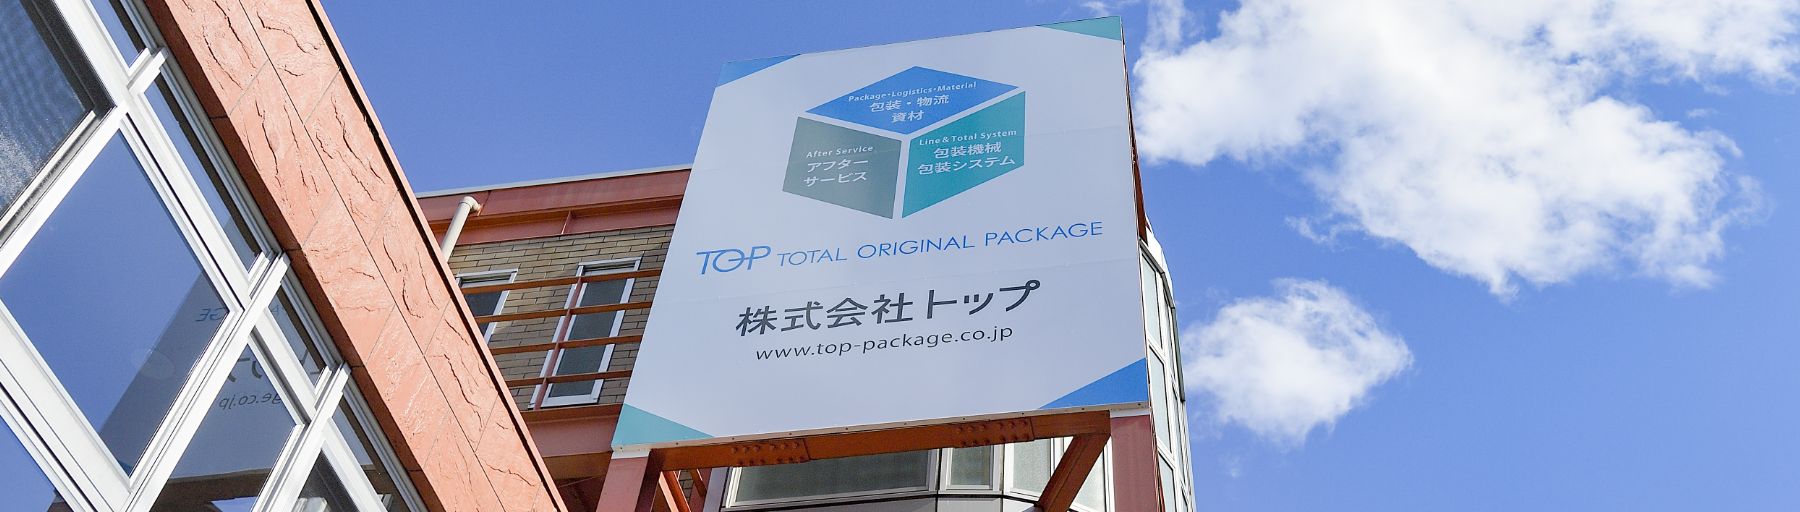 Package・Logistics・Material
包装・物流
資材
After Service
アフター
サービス
Line & Total System
包装機械
包装システム
TOP TOTAL ORIGINAL PACKAGE
株式会社トップ
www.top-package.co.jp